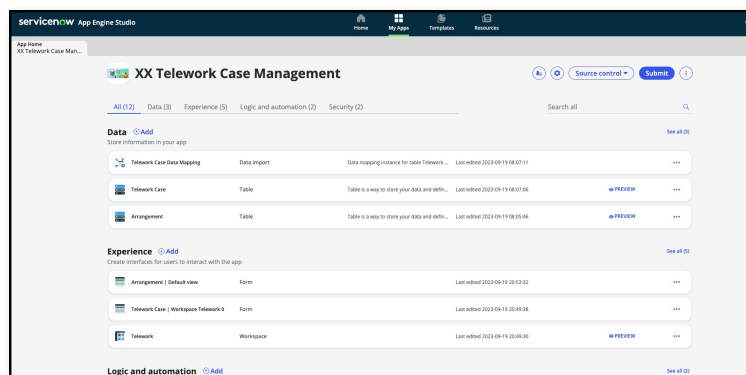 servicenow App Engine Studio
Home
My Apps
Templates
Resources
App Home
XX Telework Case Man...
XX Telework Case Management
Source control
Submit
All (12) Data (3) Experience (5) Logic and automation (2) Security (2)
Search all
Data Add
See all (3)
Store information in your app
Telework Case Data Mapping Data import Data mapping instance for table Telework ... Last edited 2023-09-19 08:07:11
Telework Case Table Table is a way to store your data and defin... Last edited 2023-09-19 08:07:06 PREVIEW
Arrangement Table Table is a way to store your data and defin... Last edited 2023-09-19 08:05:46 PREVIEW
Experience Add
See all (5)
Create interfaces for users to interact with the app
Arrangement | Default view Form Last edited 2023-09-19 20:53:32
Telework Case | Workspace Telework 0 Form Last edited 2023-09-19 20:49:38
Telework Workspace Last edited 2023-09-19 20:49:30 PREVIEW
Logic and automation Add
See all (2)